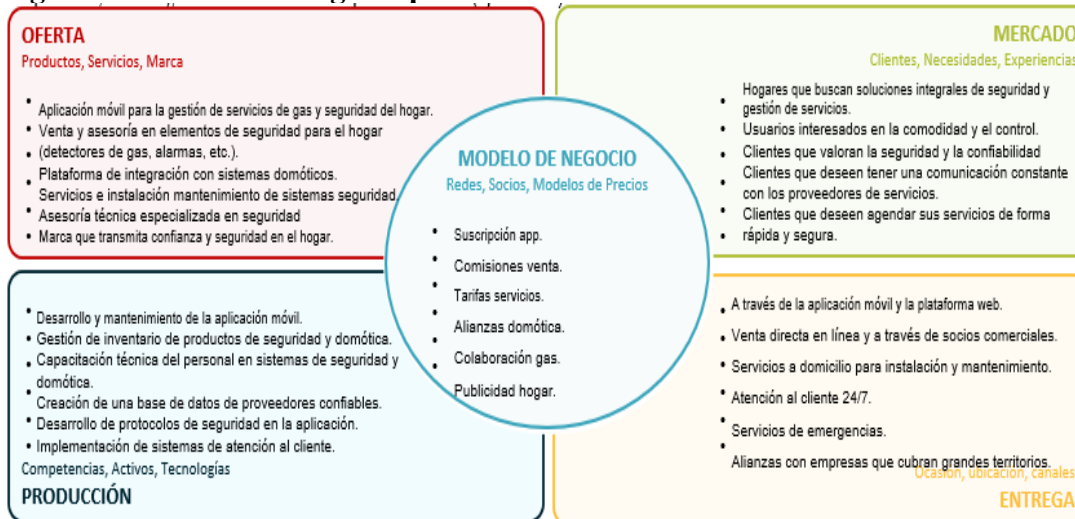 OFERTA
Productos, Servicios, Marca
• Aplicación móvil para la gestión de servicios de gas y seguridad del hogar.
• Venta y asesoría en elementos de seguridad para el hogar
• (detectores de gas, alarmas, etc.).
Plataforma de integración con sistemas domóticos.
Servicios e instalación mantenimiento de sistemas seguridad.
• Asesoría técnica especializada en seguridad
• Marca que transmita confianza y seguridad en el hogar.
MERCADO
Clientes, Necesidades, Experiencias
• Hogares que buscan soluciones integrales de seguridad y
gestión de servicios.
• Usuarios interesados en la comodidad y el control.
• Clientes que valoran la seguridad y la confiabilidad
• Clientes que deseen tener una comunicación constante
con los proveedores de servicios.
• Clientes que deseen agendar sus servicios de forma
• rápida y segura.
MODELO DE NEGOCIO
Redes, Socios, Modelos de Precios
• Suscripción app.
• Comisiones venta.
• Tarifas servicios.
• Alianzas domótica.
• Colaboración gas.
• Publicidad hogar.
• Desarrollo y mantenimiento de la aplicación móvil.
• Gestión de inventario de productos de seguridad y domótica.
• Capacitación técnica del personal en sistemas de seguridad y
domótica.
• Creación de una base de datos de proveedores confiables.
• Desarrollo de protocolos de seguridad en la aplicación.
• Implementación de sistemas de atención al cliente.
Competencias, Activos, Tecnologías
PRODUCCIÓN
• A través de la aplicación móvil y la plataforma web.
• Venta directa en línea y a través de socios comerciales.
• Servicios a domicilio para instalación y mantenimiento.
• Atención al cliente 24/7.
• Servicios de emergencias.
• Alianzas con empresas que cubran grandes territorios.
Ocasión, ubicación, canales
ENTREGA